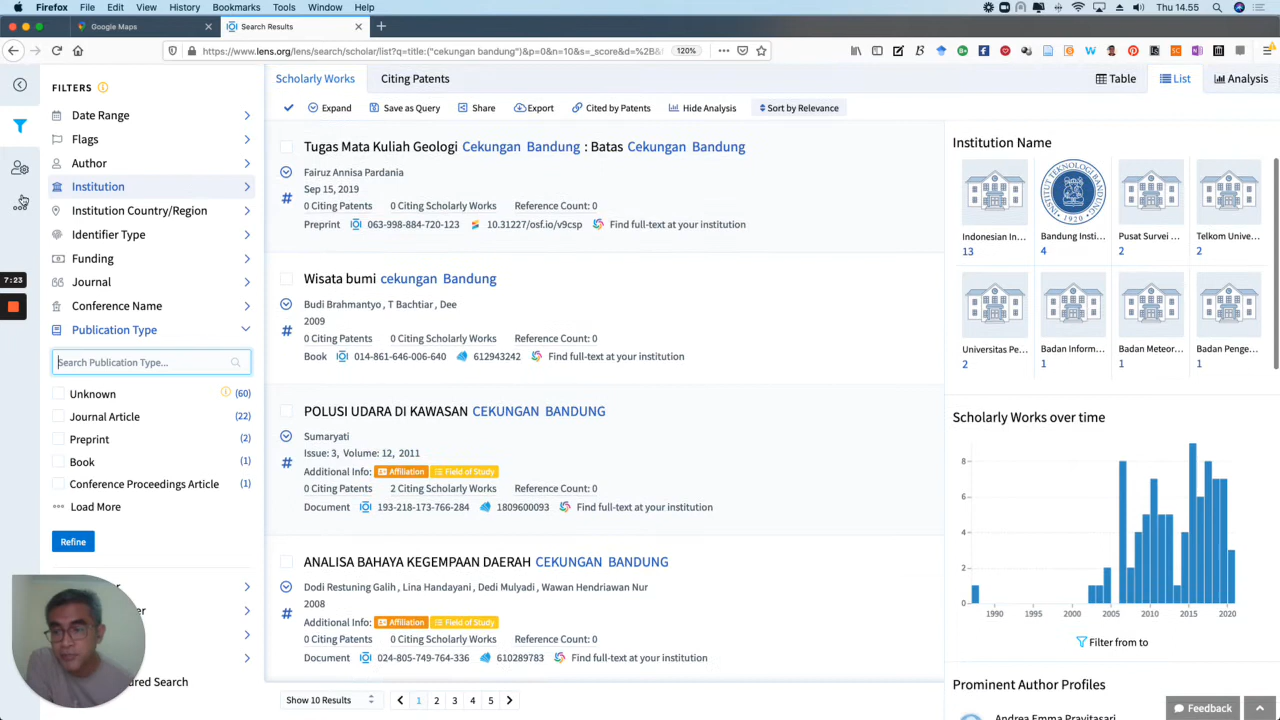 Firefox File Edit View History Bookmarks Tools Window Help Thu 14.55
Google Maps Search Results
https://www.lens.org/lens/search/scholar/list?q=title:("cekungan bandung")&p=0&n=10&s=_score&d=%2B& 120%
FILTERS
Date Range
Flags
Author
Institution
Institution Country/Region
Identifier Type
Funding
7:23
Journal
Conference Name
Publication Type
Search Publication Type...
Unknown (60)
Journal Article (22)
Preprint (2)
Book (1)
Conference Proceedings Article (1)
Load More
Refine
Scholarly Works Citing Patents Table List Analysis
Expand Save as Query Share Export Cited by Patents Hide Analysis Sort by Relevance
Tugas Mata Kuliah Geologi Cekungan Bandung : Batas Cekungan Bandung
Fairuz Annisa Pardania
Sep 15, 2019
0 Citing Patents 0 Citing Scholarly Works Reference Count: 0
Preprint 063-998-884-720-123 10.31227/osf.io/v9csp Find full-text at your institution
Wisata bumi cekungan Bandung
Budi Brahmantyo , T Bachtiar , Dee
2009
0 Citing Patents 0 Citing Scholarly Works Reference Count: 0
Book 014-861-646-006-640 612943242 Find full-text at your institution
POLUSI UDARA DI KAWASAN CEKUNGAN BANDUNG
Sumaryati
Issue: 3, Volume: 12, 2011
Additional Info: Affiliation Field of Study
0 Citing Patents 2 Citing Scholarly Works Reference Count: 0
Document 193-218-173-766-284 1809600093 Find full-text at your institution
ANALISA BAHAYA KEGEMPAAN DAERAH CEKUNGAN BANDUNG
Dodi Restuning Galih , Lina Handayani , Dedi Mulyadi , Wawan Hendriawan Nur
2008
Additional Info: Affiliation Field of Study
0 Citing Patents 0 Citing Scholarly Works Reference Count: 0
Document 024-805-749-764-336 610289783 Find full-text at your institution
Show 10 Results 1 2 3 4 5
Institution Name
Indonesian In... Bandung Insti... Pusat Survei ... Telkom Unive...
13 4 2 2
Universitas Pe... Badan Inform... Badan Meteor... Badan Penge...
2 1 1 1
Scholarly Works over time
8
6
4
2
0
1990 1995 2000 2005 2010 2015 2020
Filter from to
Prominent Author Profiles
Andrea Emma Pravitasari
Feedback